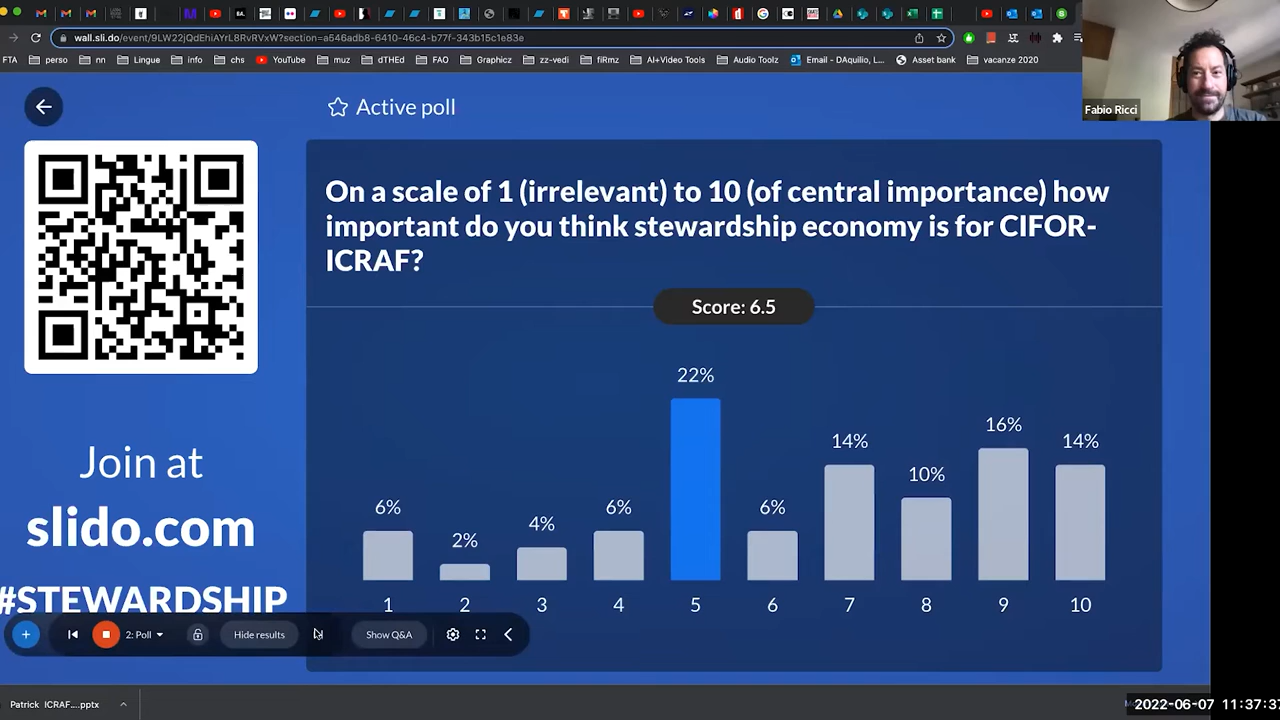 wall.sli.do/event/9LW22jQdEhiAYrL8RvRVxW?section=a646adb8-6410-46c4-b77f-343b15c1e83e
FTA perso nn Lingue info chs YouTube muz dTHEd FAO Graphicz zz-vedi fiRmz AI+Video Tools Audio Toolz Email - DAquilio, L... Asset bank vacanze 2020
Fabio Ricci
Active poll
On a scale of 1 (irrelevant) to 10 (of central importance) how
important do you think stewardship economy is for CIFOR-
ICRAF?
Score: 6.5
22%
16%
14%
14%
10%
6%
6%
6%
4%
2%
1 2 3 4 5 6 7 8 9 10
Join at
slido.com
#STEWARDSHIP
2: Poll
Hide results
Show Q&A
Patrick ICRAF....pptx
2022-06-07 11:37:37